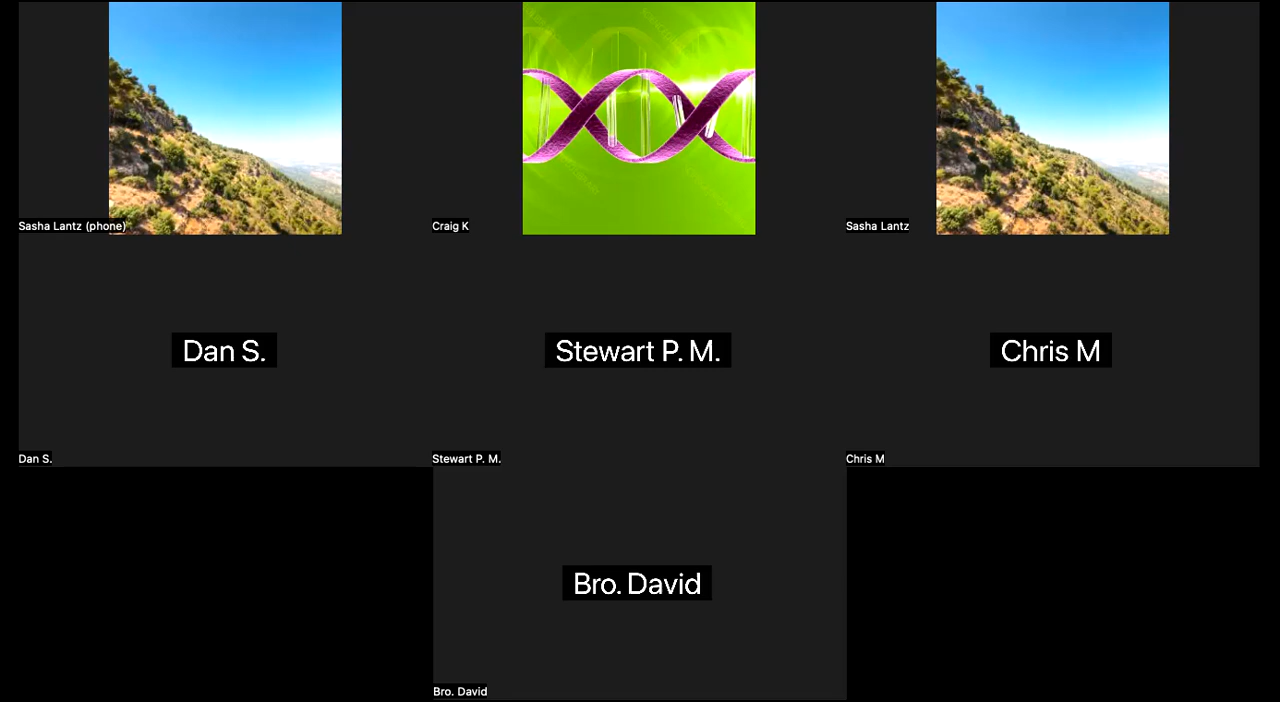 Sasha Lantz (phone)
Craig K
Sasha Lantz
Dan S.
Stewart P. M.
Chris M
Dan S.
Stewart P. M.
Chris M
Bro. David
Bro. David